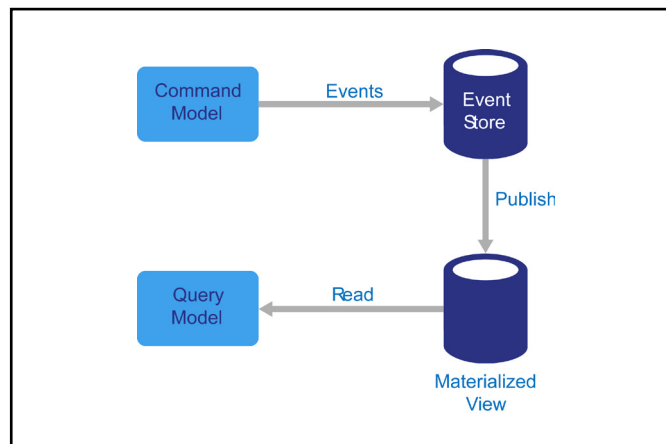 Command
Model
Events
Event
Store
Publish
Query
Model
Read
Materialized
View